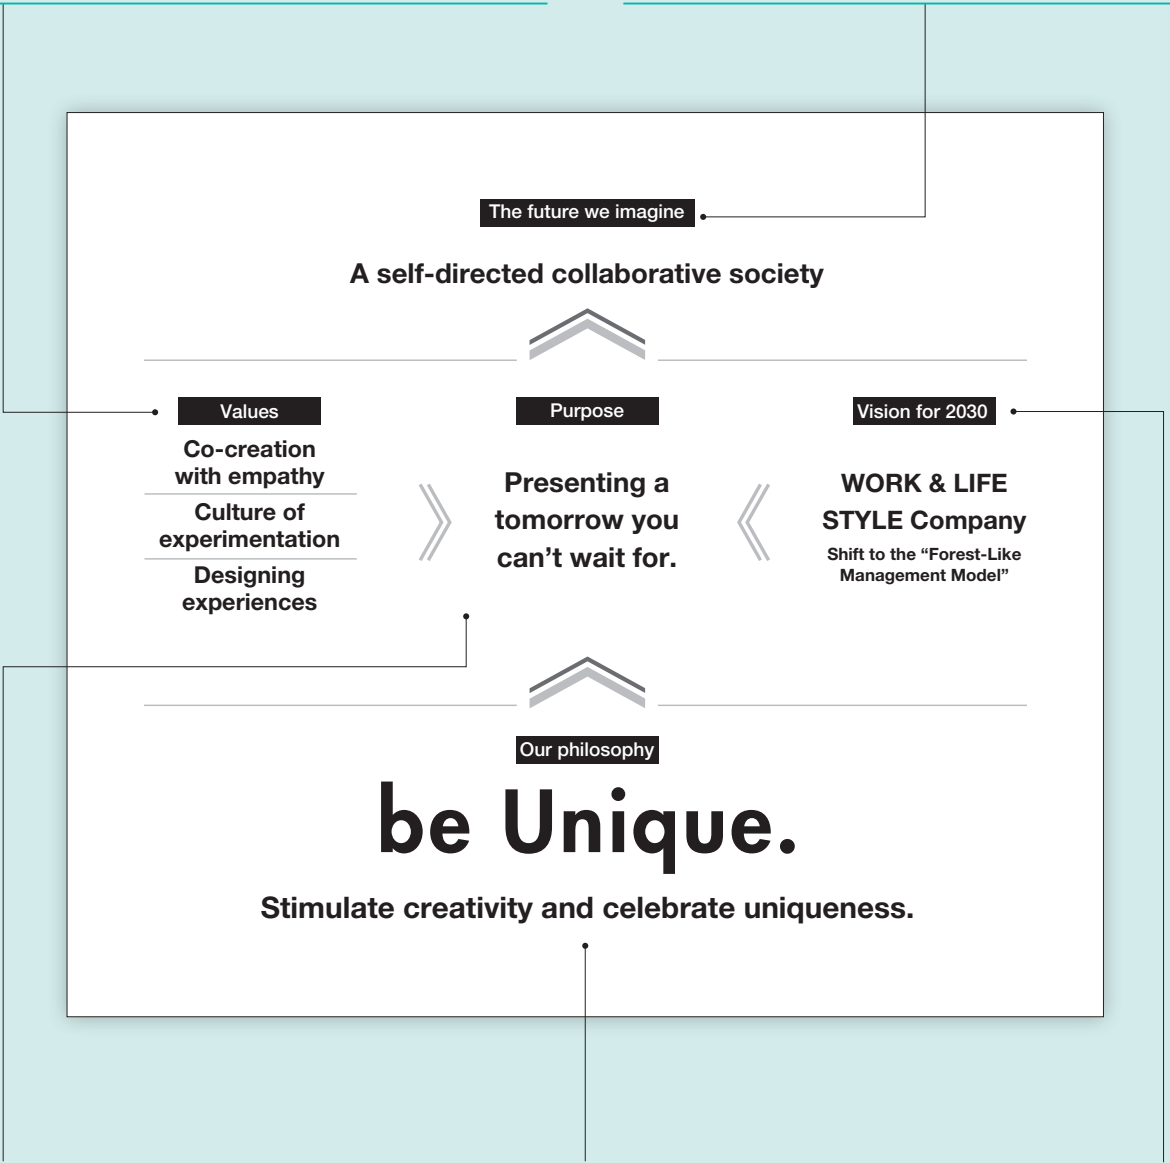 The future we imagine
A self-directed collaborative society
Values
Co-creation
with empathy
Culture of
experimentation
Designing
experiences
Purpose
Presenting a
tomorrow you
can’t wait for.
Vision for 2030
WORK & LIFE
STYLE Company
Shift to the “Forest-Like
Management Model”
Our philosophy
be Unique.
Stimulate creativity and celebrate uniqueness.